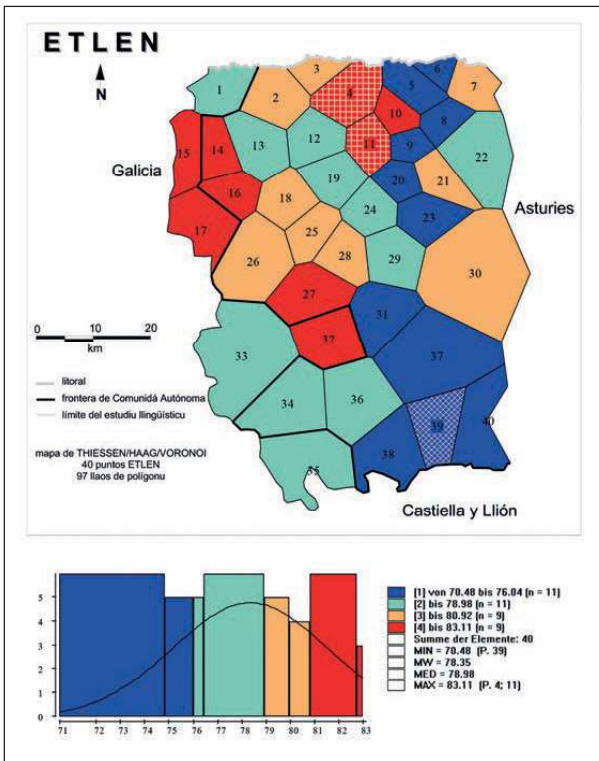 ETLEN
N
3
6
1
2
4
5
7
10
8
15
14
13
12
11
9
22
Galicia
16
19
20
21
18
24
23
Asturies
17
25
26
28
29
30
27
31
0 10 20
km
32
33
37
litoral
frontera de Comunidá Autónoma
límite del estudiu llingüísticu
34
36
39
40
mapa de THIESSEN/HAAG/VORONOI
40 puntos ETLEN
97 llaos de polígonu
35
38
Castiella y Llión
5
4
3
2
1
0
71 72 73 74 75 76 77 78 79 80 81 82 83
[1] von 70.48 bis 76.04 (n = 11)
[2] bis 78.98 (n = 11)
[3] bis 80.92 (n = 9)
[4] bis 83.11 (n = 9)
Summe der Elemente: 40
MIN = 70.48 (P. 39)
MW = 78.35
MED = 78.98
MAX = 83.11 (P. 4; 11)